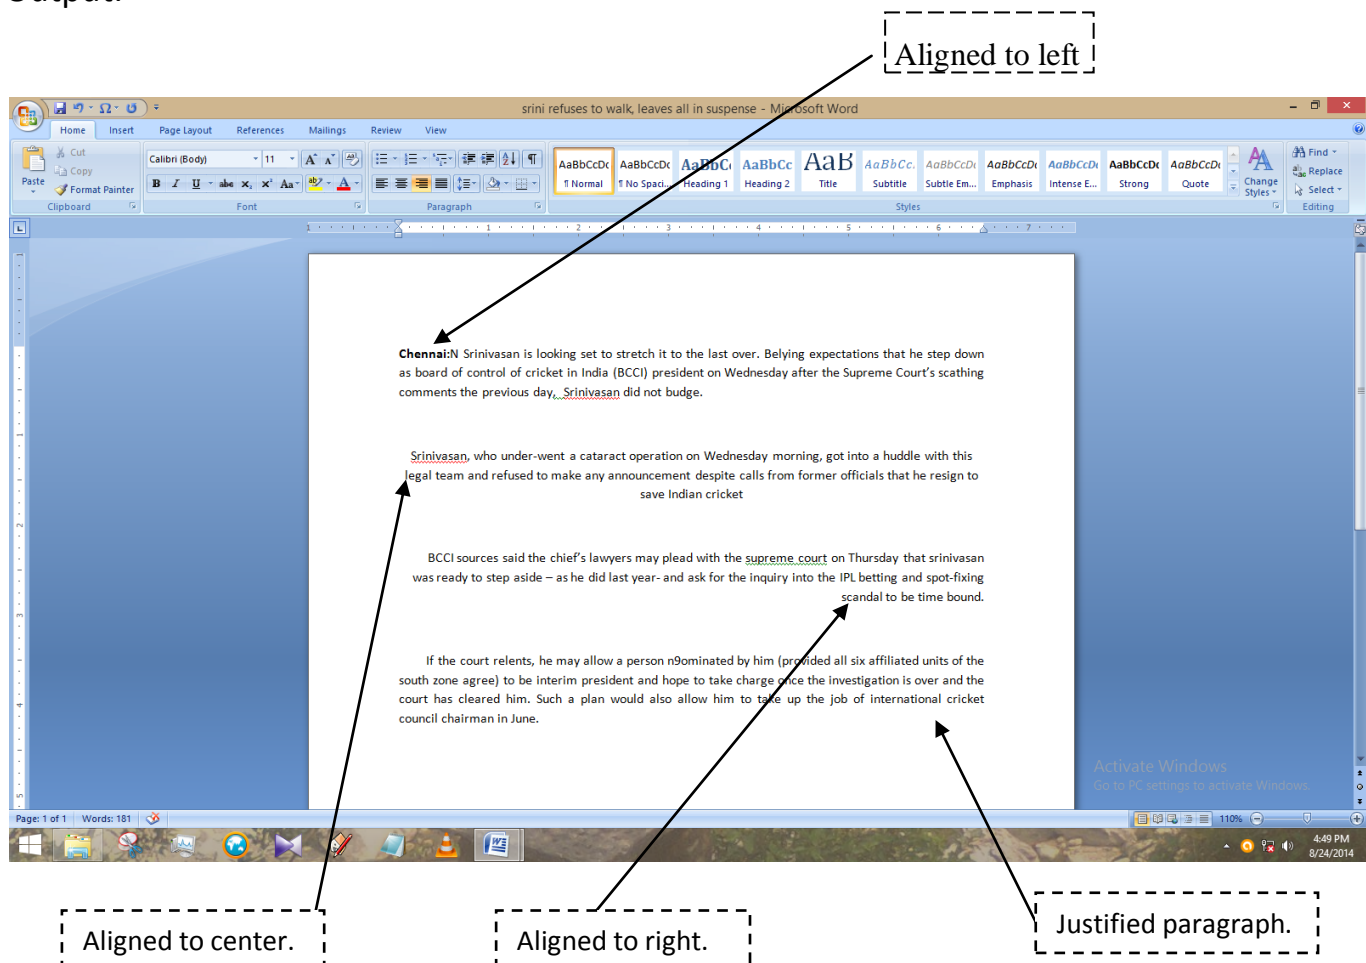 Output:
Aligned to left
srini refuses to walk, leaves all in suspense - Microsoft Word
Home Insert Page Layout References Mailings Review View
Paste
Cut
Copy
Format Painter
Clipboard
Calibri (Body) 11
Font
Paragraph
AaBbCcDc AaBbCcDc AaBbC AaBbCc AaB AaBbCc. AaBbCcDc AaBbCcDc AaBbCcDc AaBbCcDc AaBbCcDc
¶ Normal ¶ No Spaci... Heading 1 Heading 2 Title Subtitle Subtle Em... Emphasis Intense E... Strong Quote
Change Styles
Styles
Find
Replace
Select
Editing
Chennai:N Srinivasan is looking set to stretch it to the last over. Belying expectations that he step down
as board of control of cricket in India (BCCI) president on Wednesday after the Supreme Court's scathing
comments the previous day, Srinivasan did not budge.
Srinivasan, who under-went a cataract operation on Wednesday morning, got into a huddle with this
legal team and refused to make any announcement despite calls from former officials that he resign to
save Indian cricket
BCCI sources said the chief's lawyers may plead with the supreme court on Thursday that srinivasan
was ready to step aside – as he did last year- and ask for the inquiry into the IPL betting and spot-fixing
scandal to be time bound.
If the court relents, he may allow a person n9ominated by him (provided all six affiliated units of the
south zone agree) to be interim president and hope to take charge once the investigation is over and the
court has cleared him. Such a plan would also allow him to take up the job of international cricket
council chairman in June.
Activate Windows
Go to PC settings to activate Windows.
Page: 1 of 1 Words: 181
110%
4:49 PM
8/24/2014
Aligned to center.
Aligned to right.
Justified paragraph.